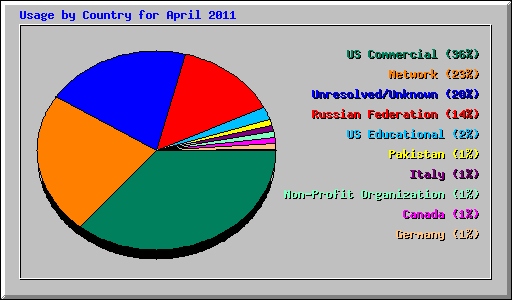 Usage by Country for April 2011
US Commercial (36%)
Network (23%)
Unresolved/Unknown (20%)
Russian Federation (14%)
US Educational (2%)
Pakistan (1%)
Italy (1%)
Non-Profit Organization (1%)
Canada (1%)
Germany (1%)